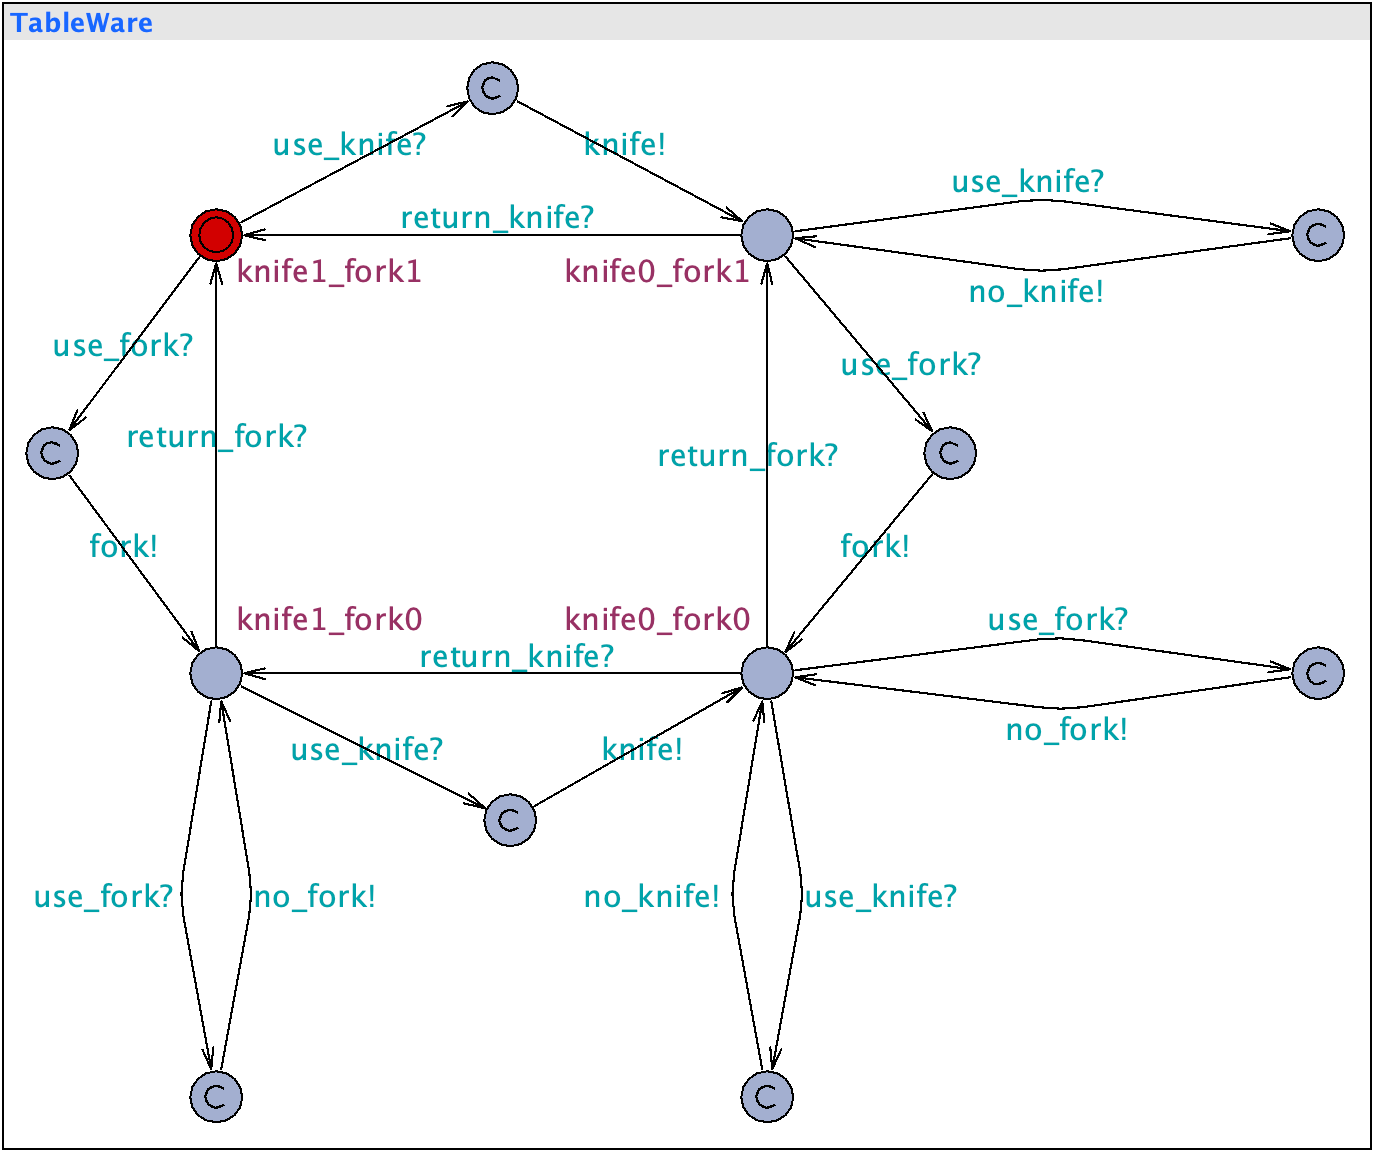 TableWare
C
use_knife?
knife!
use_knife?
return_knife?
C
knife1_fork1
knife0_fork1
no_knife!
use_fork?
use_fork?
return_fork?
C
return_fork?
C
fork!
fork!
knife1_fork0
knife0_fork0
use_fork?
return_knife?
C
no_fork!
use_knife?
knife!
C
use_fork?
no_fork!
no_knife!
use_knife?
C
C